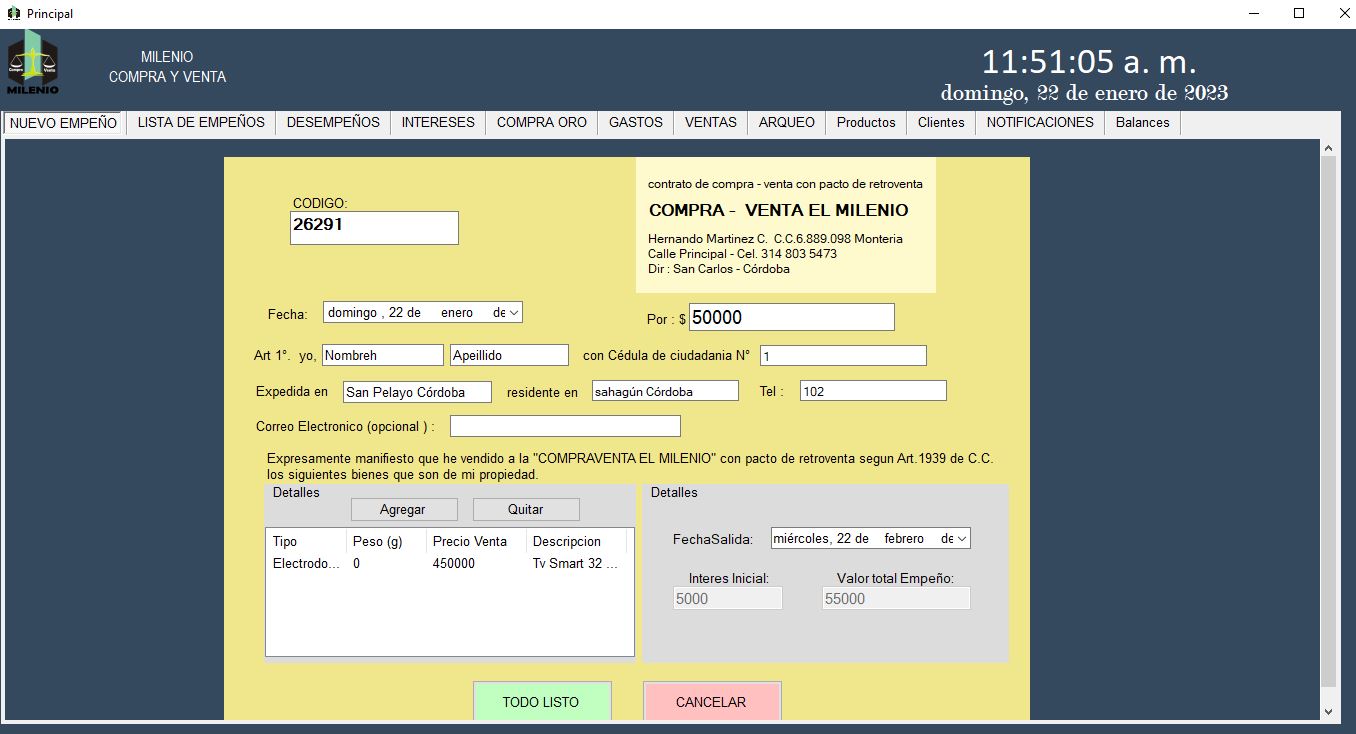 Principal
MILENIO
COMPRA Y VENTA
Compra Venta
MILENIO
11:51:05 a. m.
domingo, 22 de enero de 2023
NUEVO EMPEÑO LISTA DE EMPEÑOS DESEMPEÑOS INTERESES COMPRA ORO GASTOS VENTAS ARQUEO Productos Clientes NOTIFICACIONES Balances
contrato de compra - venta con pacto de retroventa
COMPRA - VENTA EL MILENIO
Hernando Martinez C. C.C.6.889.098 Monteria
Calle Principal - Cel. 314 803 5473
Dir : San Carlos - Córdoba
CODIGO:
26291
Fecha: domingo , 22 de enero de
Por : $ 50000
Art 1°. yo, Nombreh Apeillido con Cédula de ciudadania N° 1
Expedida en San Pelayo Córdoba residente en sahagún Córdoba Tel : 102
Correo Electronico (opcional ) :
Expresamente manifiesto que he vendido a la "COMPRAVENTA EL MILENIO" con pacto de retroventa segun Art.1939 de C.C.
los siguientes bienes que son de mi propiedad.
Detalles
Agregar Quitar
Tipo Peso (g) Precio Venta Descripcion
Electrodo... 0 450000 Tv Smart 32 ...
Detalles
FechaSalida: miércoles, 22 de febrero de
Interes Inicial: Valor total Empeño:
5000 55000
TODO LISTO CANCELAR